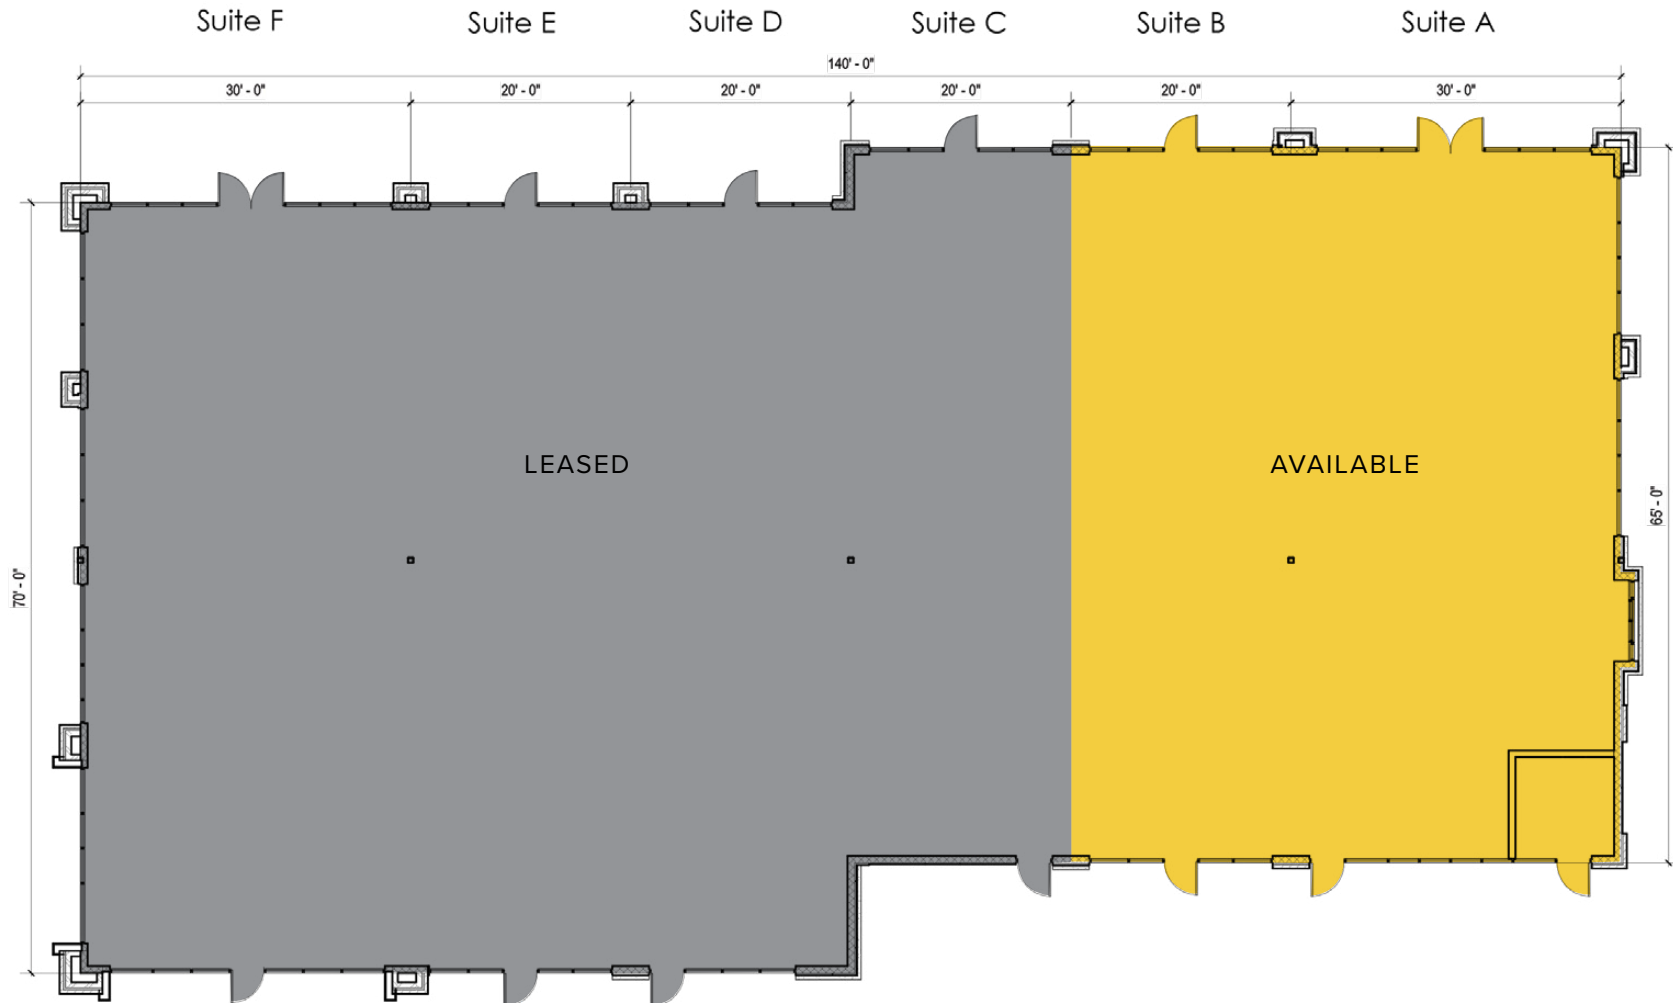 Suite F Suite E Suite D Suite C Suite B Suite A
140' - 0"
30' - 0" 20' - 0" 20' - 0" 20' - 0" 20' - 0" 30' - 0"
LEASED AVAILABLE
65' - 0"
70' - 0"